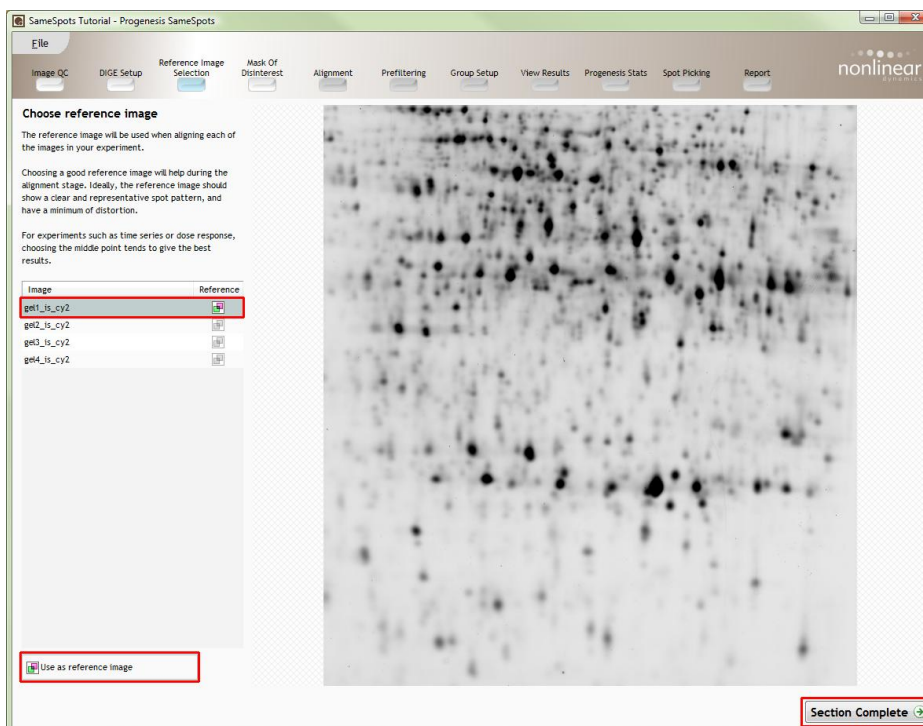 SameSpots Tutorial - Progenesis SameSpots
File
Image QC
DIGE Setup
Reference Image
Selection
Mask Of
Disinterest
Alignment
Prefiltering
Group Setup
View Results
Progenesis Stats
Spot Picking
Report
nonlinear
dynamics
Choose reference image
The reference image will be used when aligning each of
the images in your experiment.
Choosing a good reference image will help during the
alignment stage. Ideally, the reference image should
show a clear and representative spot pattern, and
have a minimum of distortion.
For experiments such as time series or dose response,
choosing the middle point tends to give the best
results.
Image Reference
gel1_is_cy2
gel2_is_cy2
gel3_is_cy2
gel4_is_cy2
Use as reference image
Section Complete